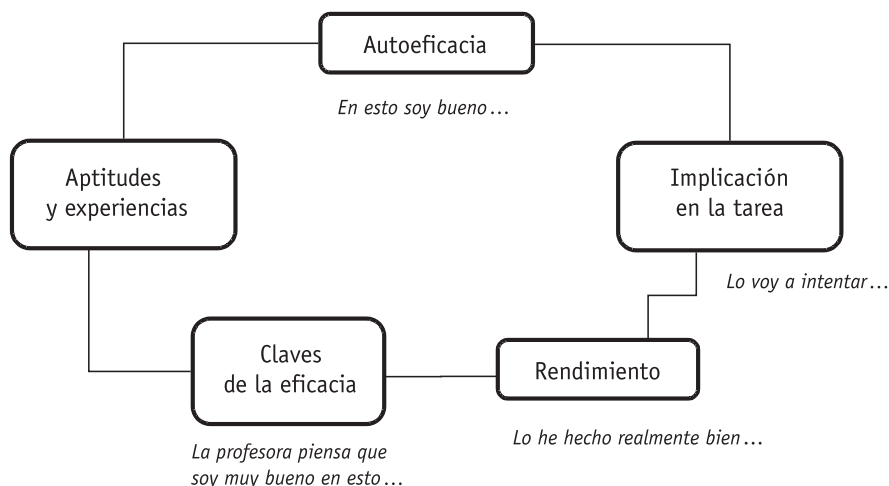 Autoeficacia
En esto soy bueno...
Aptitudes
y experiencias
Implicación
en la tarea
Lo voy a intentar...
Claves
de la eficacia
Rendimiento
Lo he hecho realmente bien...
La profesora piensa que
soy muy bueno en esto...